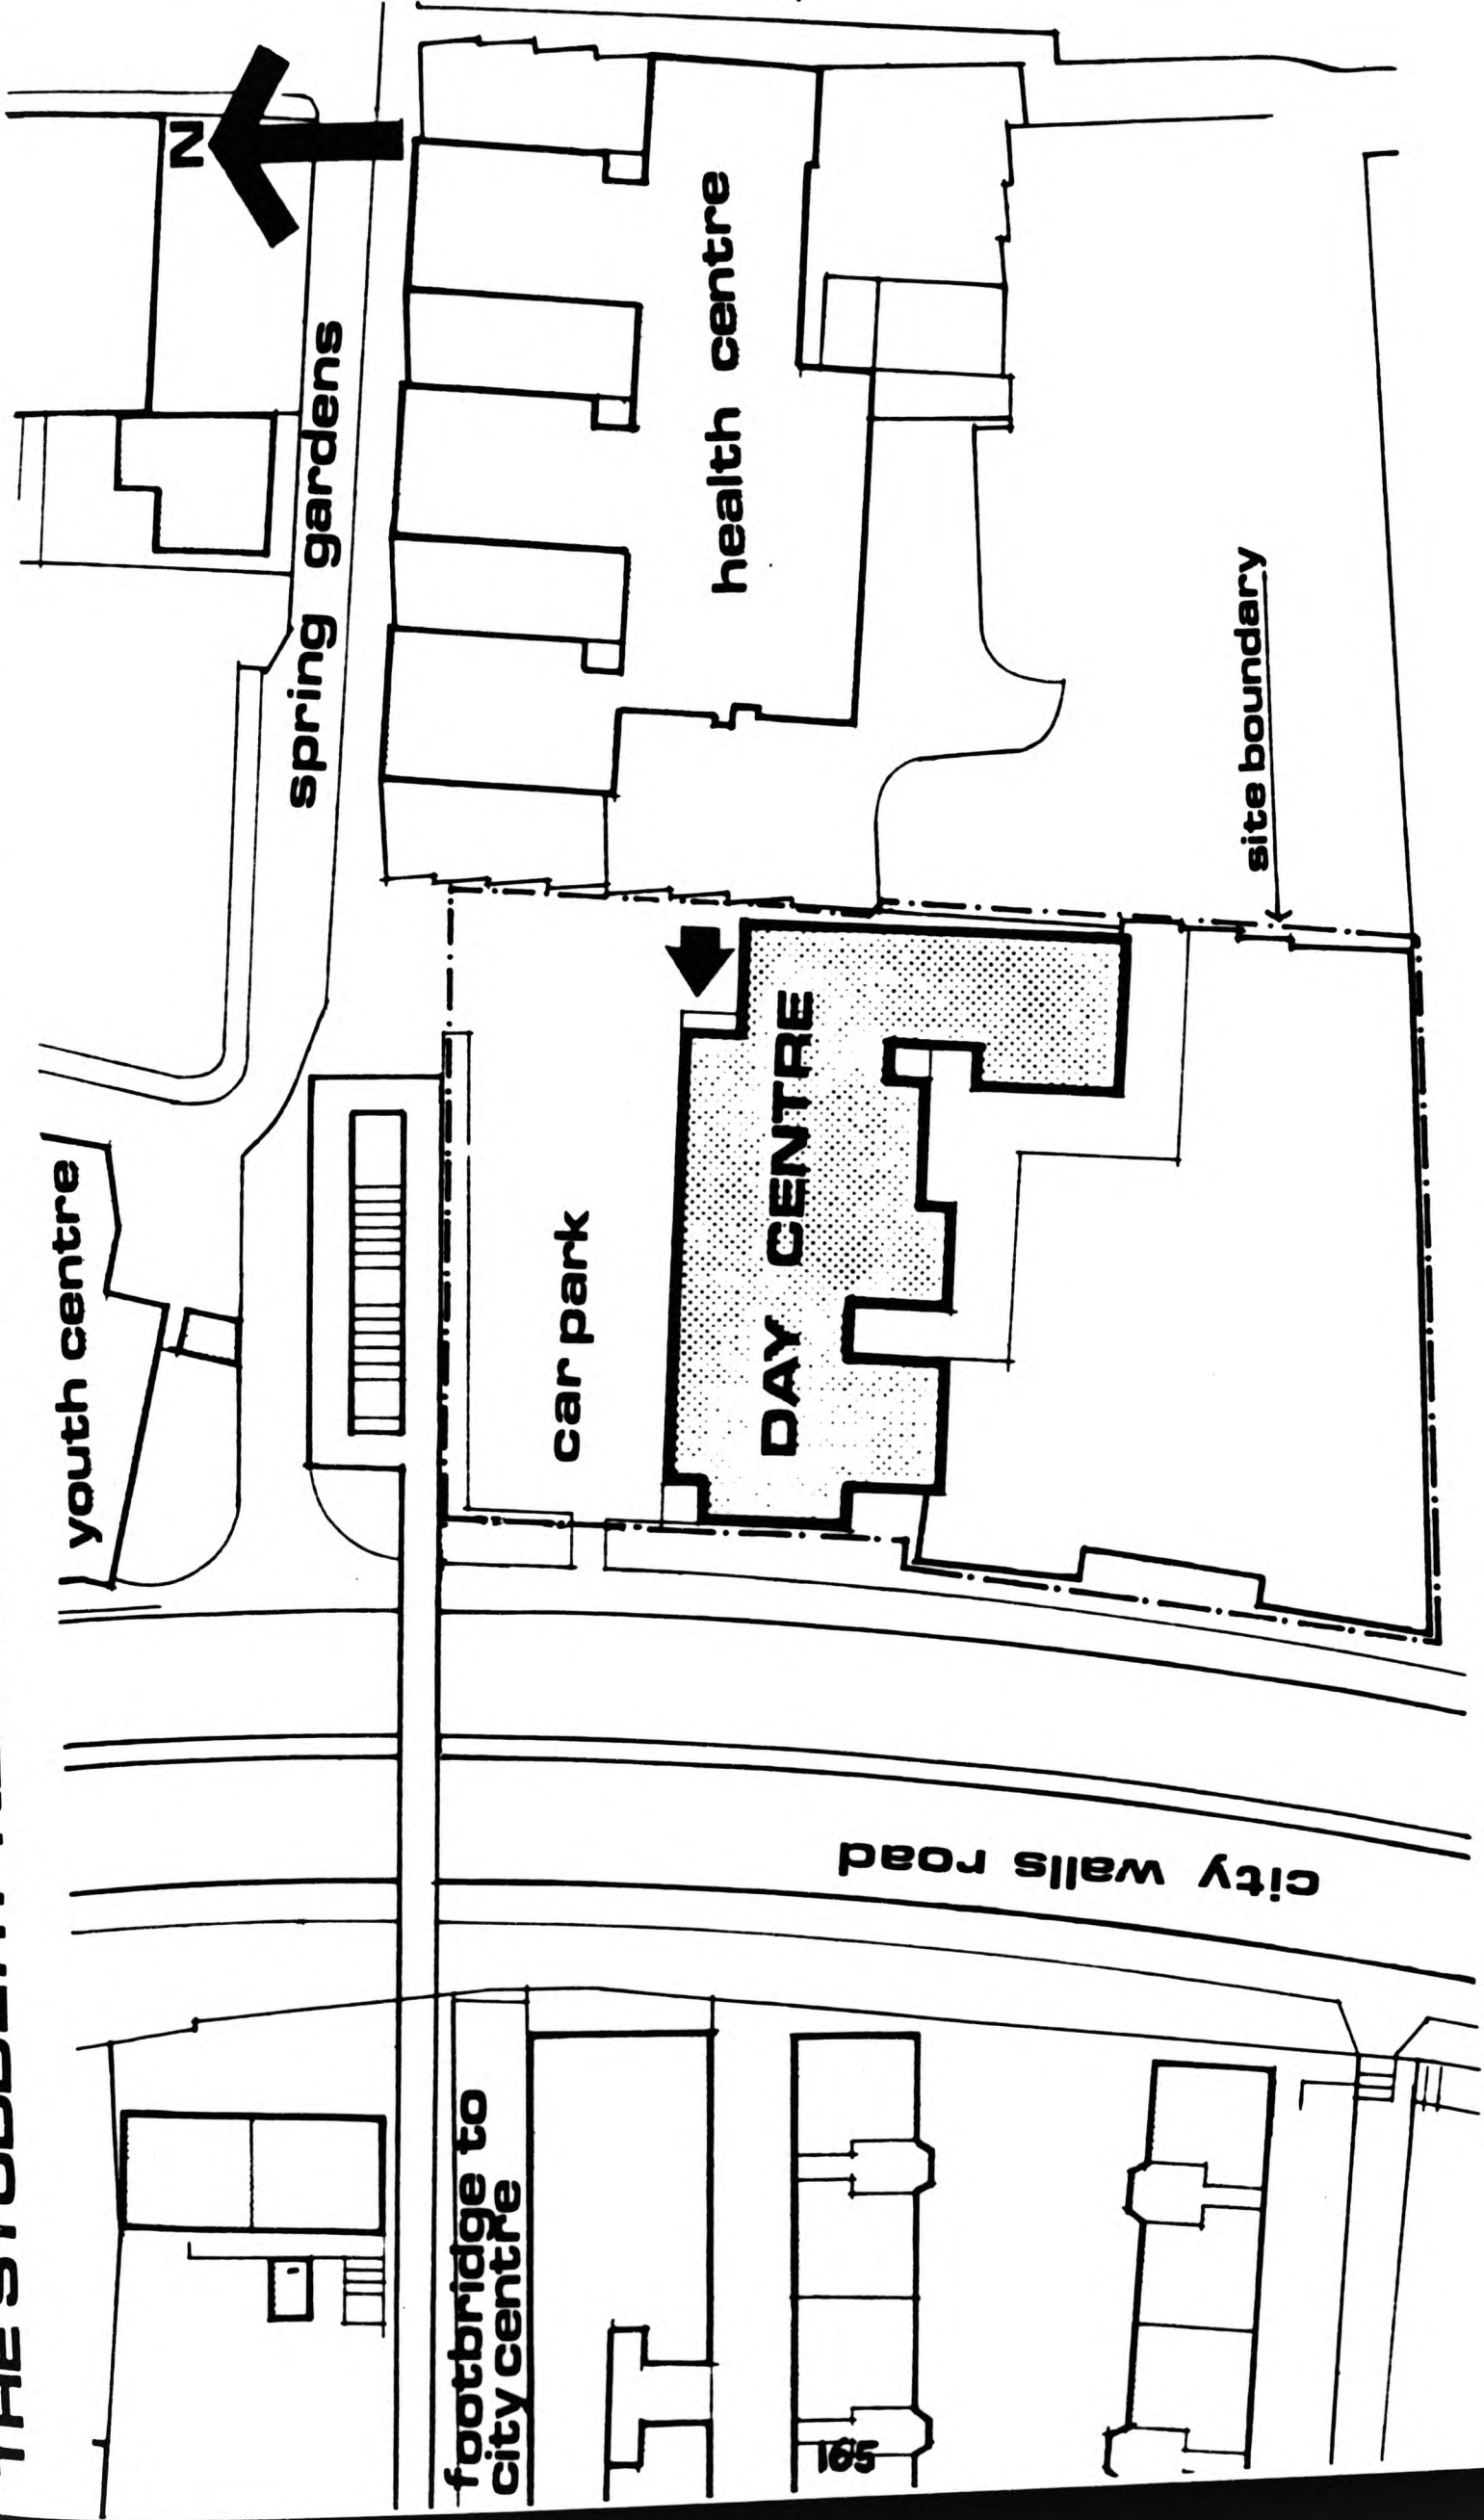 N
spring gardens
health centre
site boundary
youth centre
car park
DAY CENTRE
city walls road
footbridge to
city centre
165